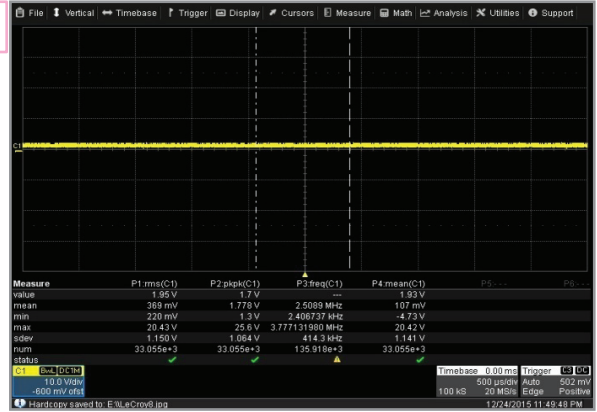 File Vertical Timebase Trigger Display Cursors Measure Math Analysis Utilities Support
C1
Measure P1:rms(C1) P2:pkpk(C1) P3:freq(C1) P4:mean(C1) P5:--- P6:---
value 1.95 V 1.7 V --- 1.93 V
mean 369 mV 1.778 V 2.5089 MHz 107 mV
min 220 mV 1.3 V 2.406737 kHz -4.73 V
max 20.43 V 25.6 V 3.777131980 MHz 20.42 V
sdev 1.150 V 1.064 V 414.3 kHz 1.141 V
num 33.055e+3 33.055e+3 135.918e+3 33.055e+3
status
C1 BwL DC1M
10.0 V/div
-600 mV ofst
Timebase 0.00 ms Trigger C3 DC
500 µs/div Auto 502 mV
100 kS 20 MS/s Edge Positive
Hardcopy saved to: E:\\LeCroy8.jpg 12/24/2015 11:49:48 PM